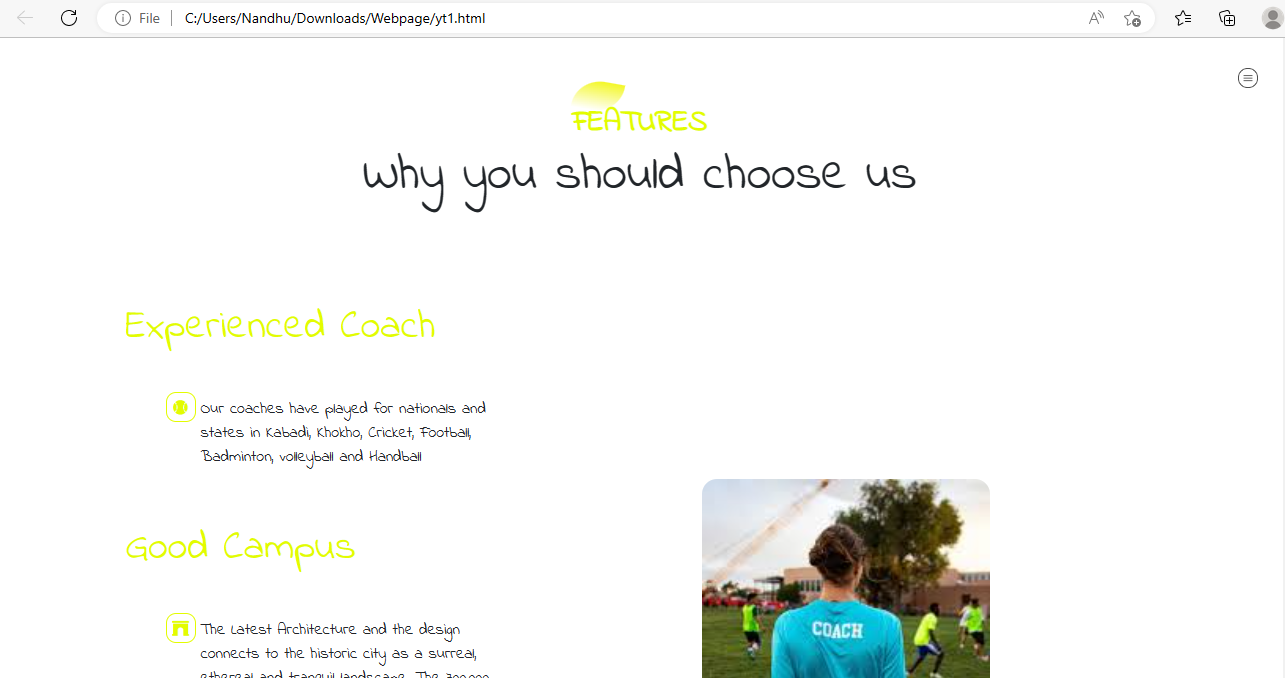 File
C:/Users/Nandhu/Downloads/Webpage/yt1.html
FEATURES
Why you should choose us
Experienced Coach
Our coaches have played for nationals and
states in Kabadi, Khokho, Cricket, Football,
Badminton, volleyball and Handball
Good Campus
The Latest Architecture and the design
connects to the historic city as a surreal,
ethereal and tranquil landscape. The
COACH